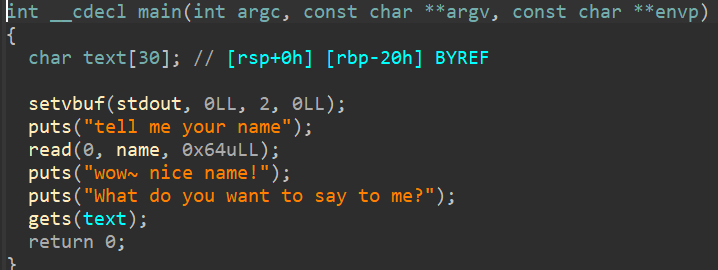 int __cdecl main(int argc, const char **argv, const char **envp)
{
  char text[30]; // [rsp+0h] [rbp-20h] BYREF

  setvbuf(stdout, 0LL, 2, 0LL);
  puts("tell me your name");
  read(0, name, 0x64uLL);
  puts("wow~ nice name!");
  puts("What do you want to say to me?");
  gets(text);
  return 0;
}